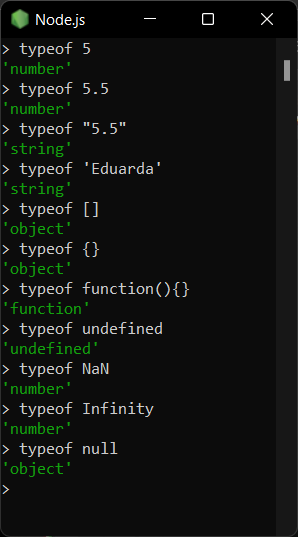 Node.js
> typeof 5
'number'
> typeof 5.5
'number'
> typeof "5.5"
'string'
> typeof 'Eduarda'
'string'
> typeof []
'object'
> typeof {}
'object'
> typeof function(){}
'function'
> typeof undefined
'undefined'
> typeof NaN
'number'
> typeof Infinity
'number'
> typeof null
'object'
>